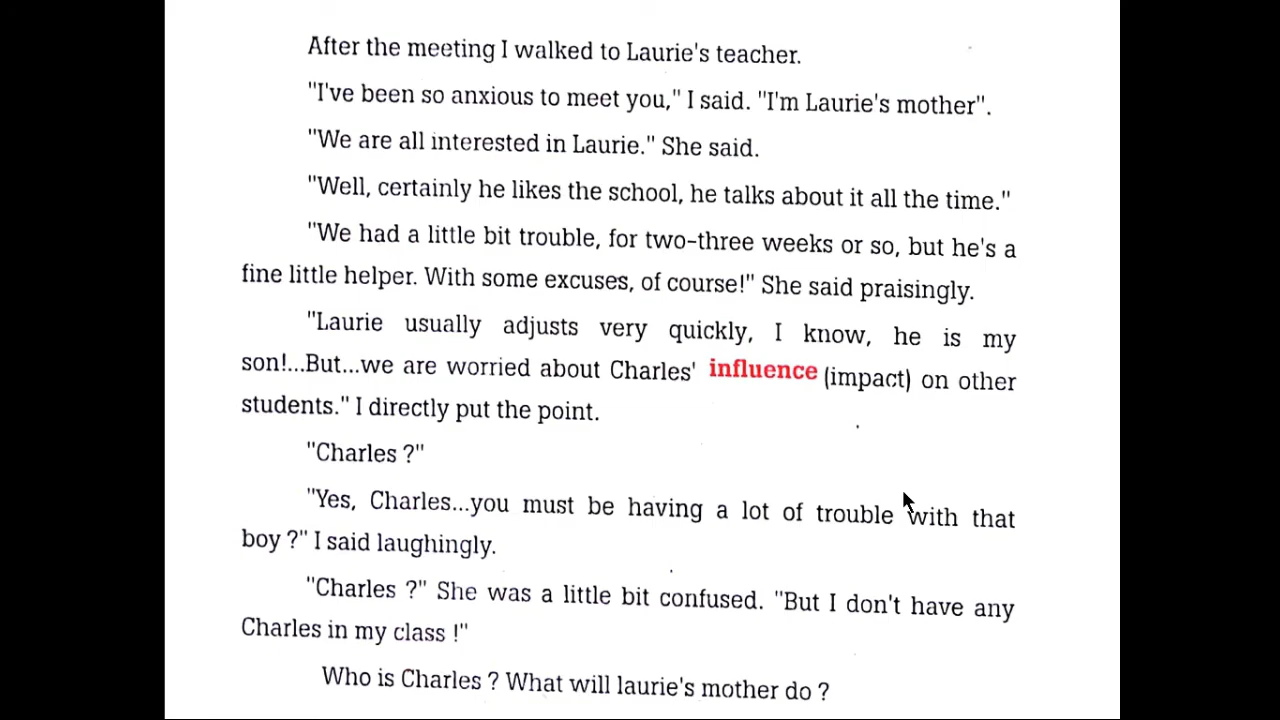 After the meeting I walked to Laurie's teacher.
"I've been so anxious to meet you," I said. "I'm Laurie's mother".
"We are all interested in Laurie." She said.
"Well, certainly he likes the school, he talks about it all the time."
"We had a little bit trouble, for two-three weeks or so, but he's a
fine little helper. With some excuses, of course!" She said praisingly.
"Laurie usually adjusts very quickly, I know, he is my
son!...But...we are worried about Charles' influence (impact) on other
students." I directly put the point.
"Charles ?"
"Yes, Charles...you must be having a lot of trouble with that
boy ?" I said laughingly.
"Charles ?" She was a little bit confused. "But I don't have any
Charles in my class !"
Who is Charles ? What will laurie's mother do ?